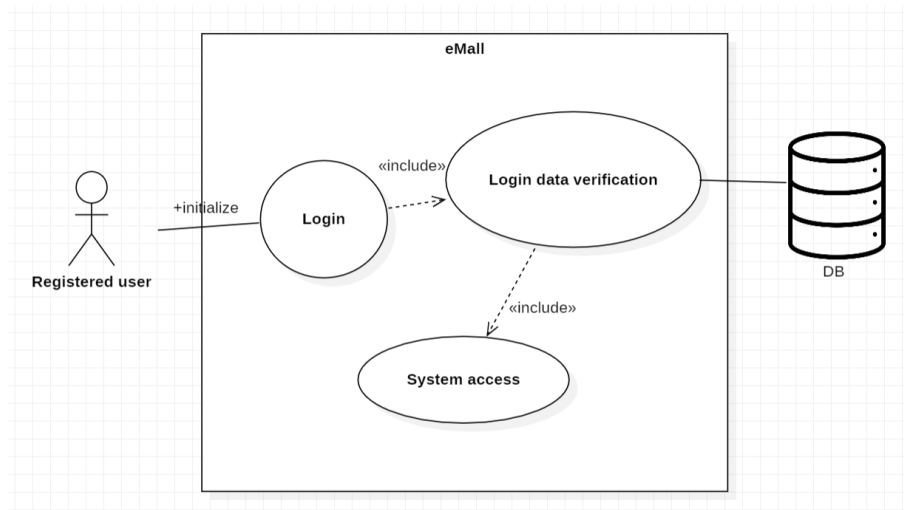 eMall
«include»
Login data verification
+initialize
Login
Registered user
DB
«include»
System access